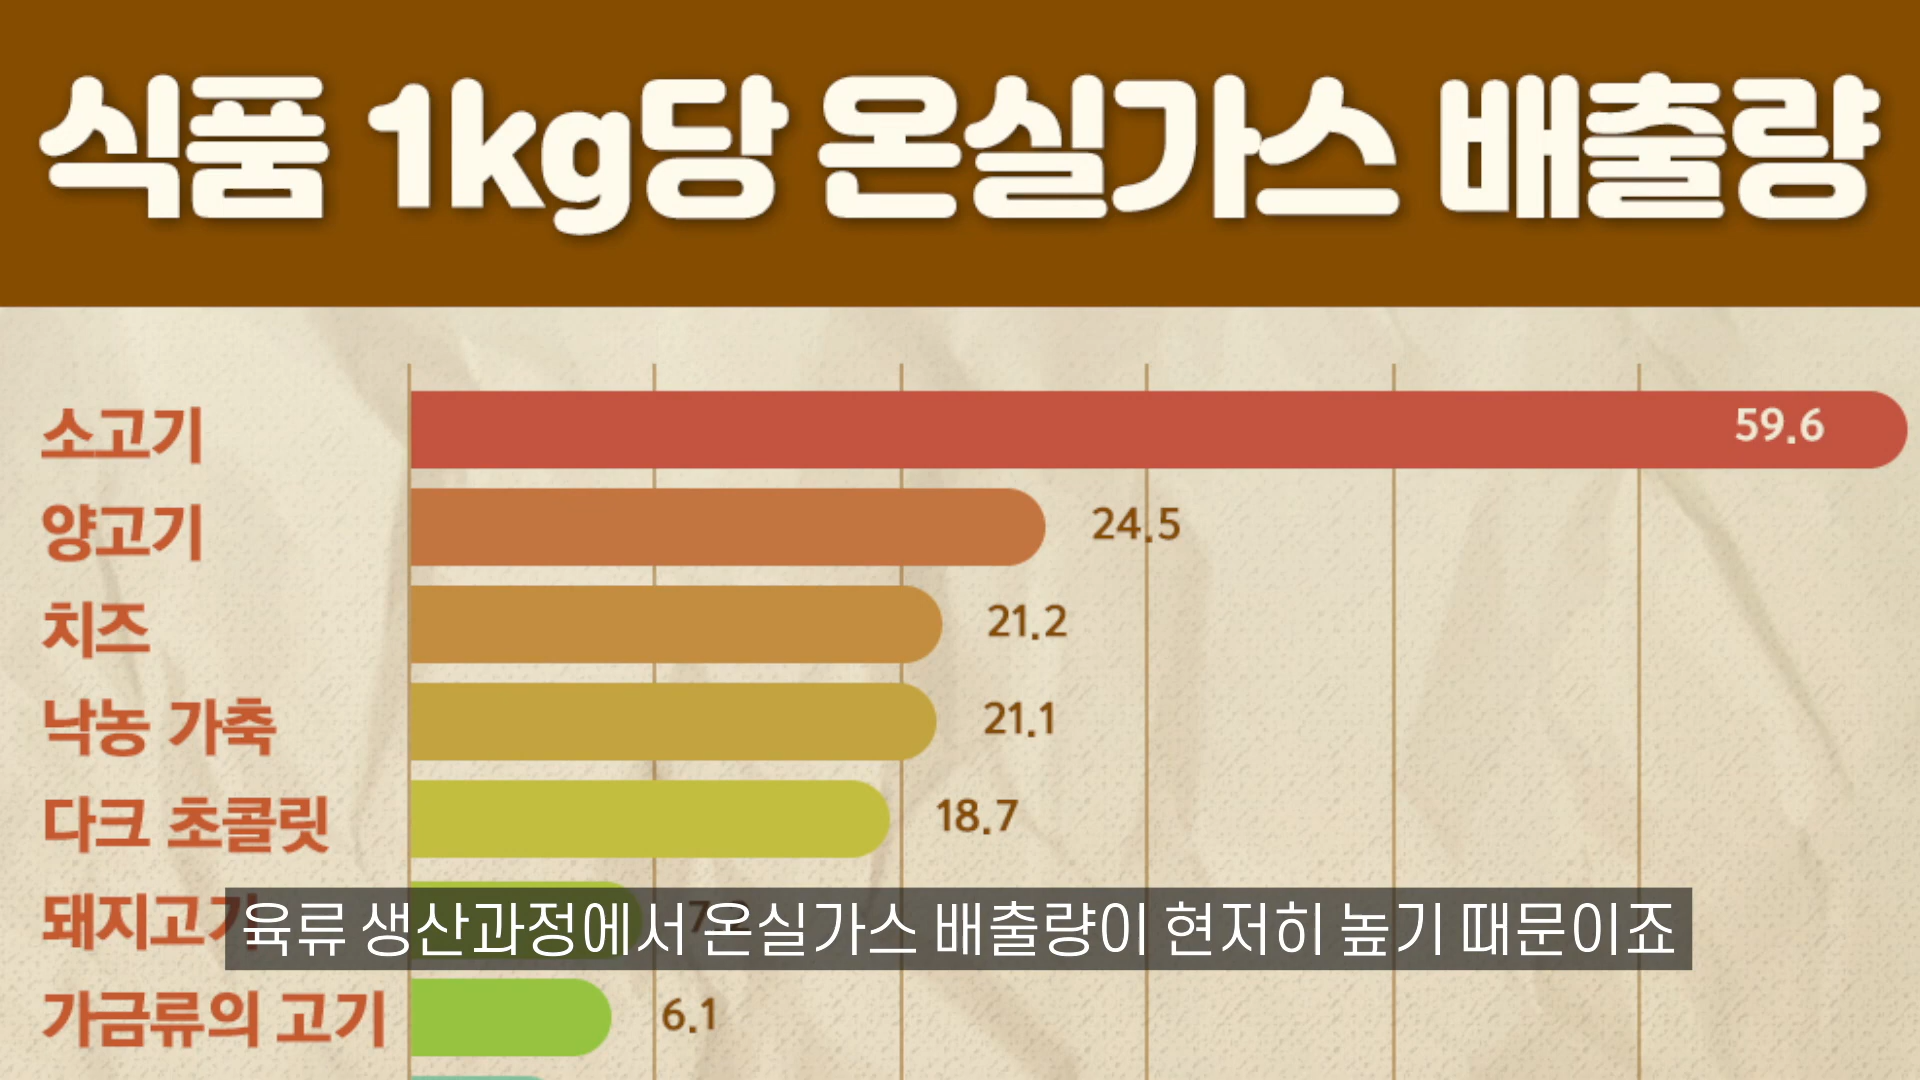 식품 1kg당 온실가스 배출량
소고기 59.6
양고기 24.5
치즈 21.2
낙농 가축 21.1
다크 초콜릿 18.7
돼지고기 7.2
육류 생산과정에서 온실가스 배출량이 현저히 높기 때문이죠
가금류의 고기 6.1